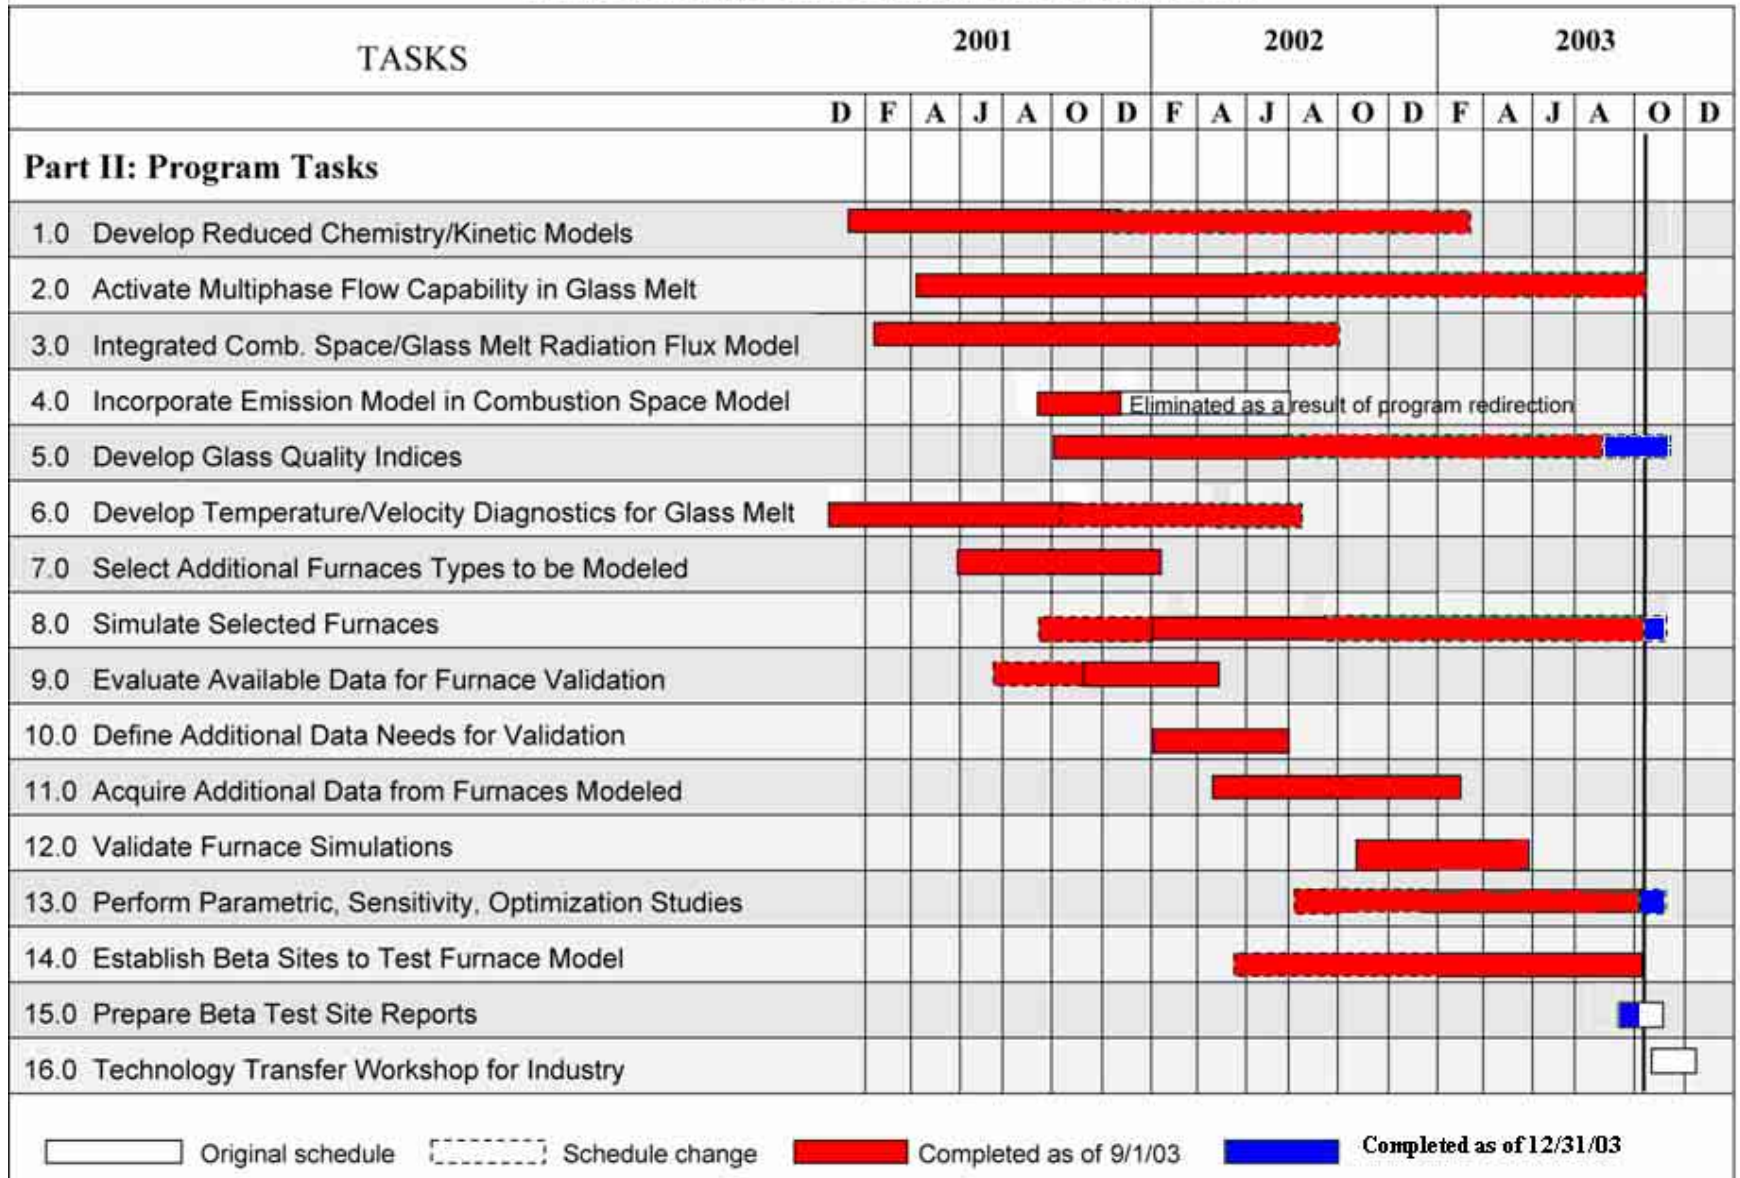 TASKS 2001 2002 2003
D F A J A O D F A J A O D F A J A O D
Part II: Program Tasks
1.0 Develop Reduced Chemistry/Kinetic Models
2.0 Activate Multiphase Flow Capability in Glass Melt
3.0 Integrated Comb. Space/Glass Melt Radiation Flux Model
4.0 Incorporate Emission Model in Combustion Space Model Eliminated as a result of program redirection
5.0 Develop Glass Quality Indices
6.0 Develop Temperature/Velocity Diagnostics for Glass Melt
7.0 Select Additional Furnaces Types to be Modeled
8.0 Simulate Selected Furnaces
9.0 Evaluate Available Data for Furnace Validation
10.0 Define Additional Data Needs for Validation
11.0 Acquire Additional Data from Furnaces Modeled
12.0 Validate Furnace Simulations
13.0 Perform Parametric, Sensitivity, Optimization Studies
14.0 Establish Beta Sites to Test Furnace Model
15.0 Prepare Beta Test Site Reports
16.0 Technology Transfer Workshop for Industry
Original schedule Schedule change Completed as of 9/1/03 Completed as of 12/31/03